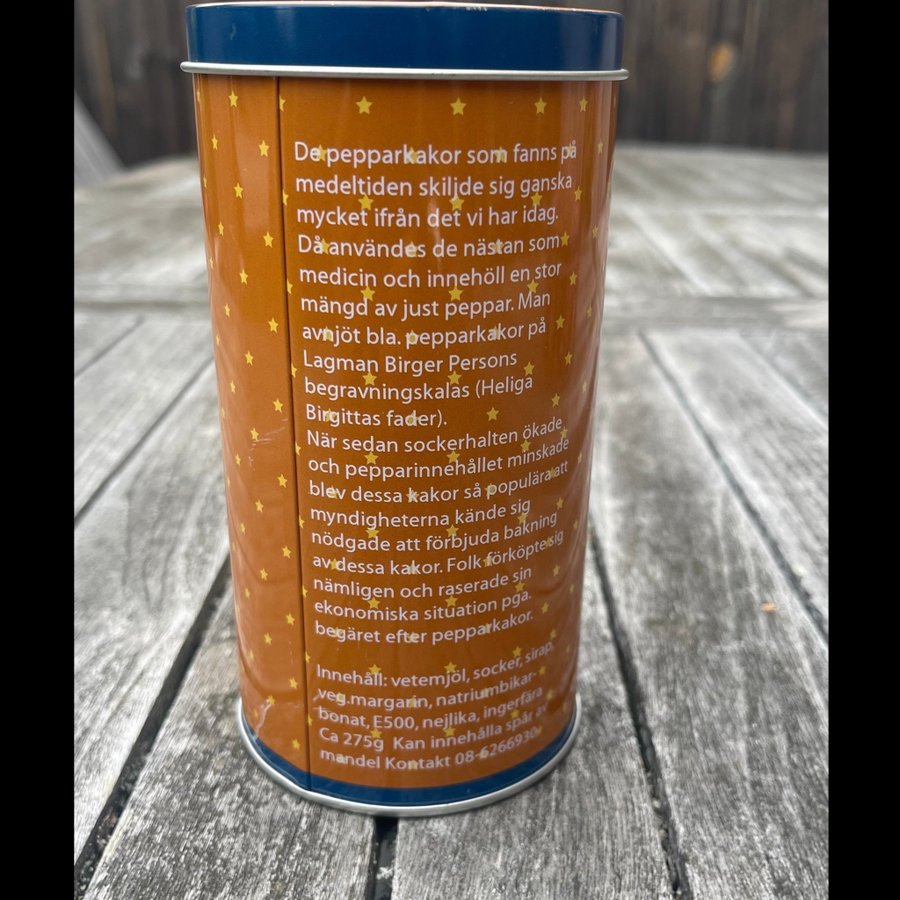 De pepparkakor som fanns på
medeltiden skiljde sig ganska
mycket ifrån det vi har idag.
Då användes de nästan som
medicin och innehöll en stor
mängd av just peppar. Man
avnjöt bla. pepparkakor på
Lagman Birger Persons
begravningskalas (Heliga
Birgittas fader).
När sedan sockerhalten ökade
och pepparinnehållet minskade
blev dessa kakor så populära att
myndigheterna kände sig
nödgade att förbjuda bakning
av dessa kakor. Folk förköpte sig
nämligen och raserade sin
ekonomiska situation pga.
begäret efter pepparkakor.
Innehåll: vetemjöl, socker, sirap,
veg.margarin, natriumbikar-
bonat, E500, nejlika, ingerfära
Ca 275g Kan innehålla spår av
mandel Kontakt 08-6266930